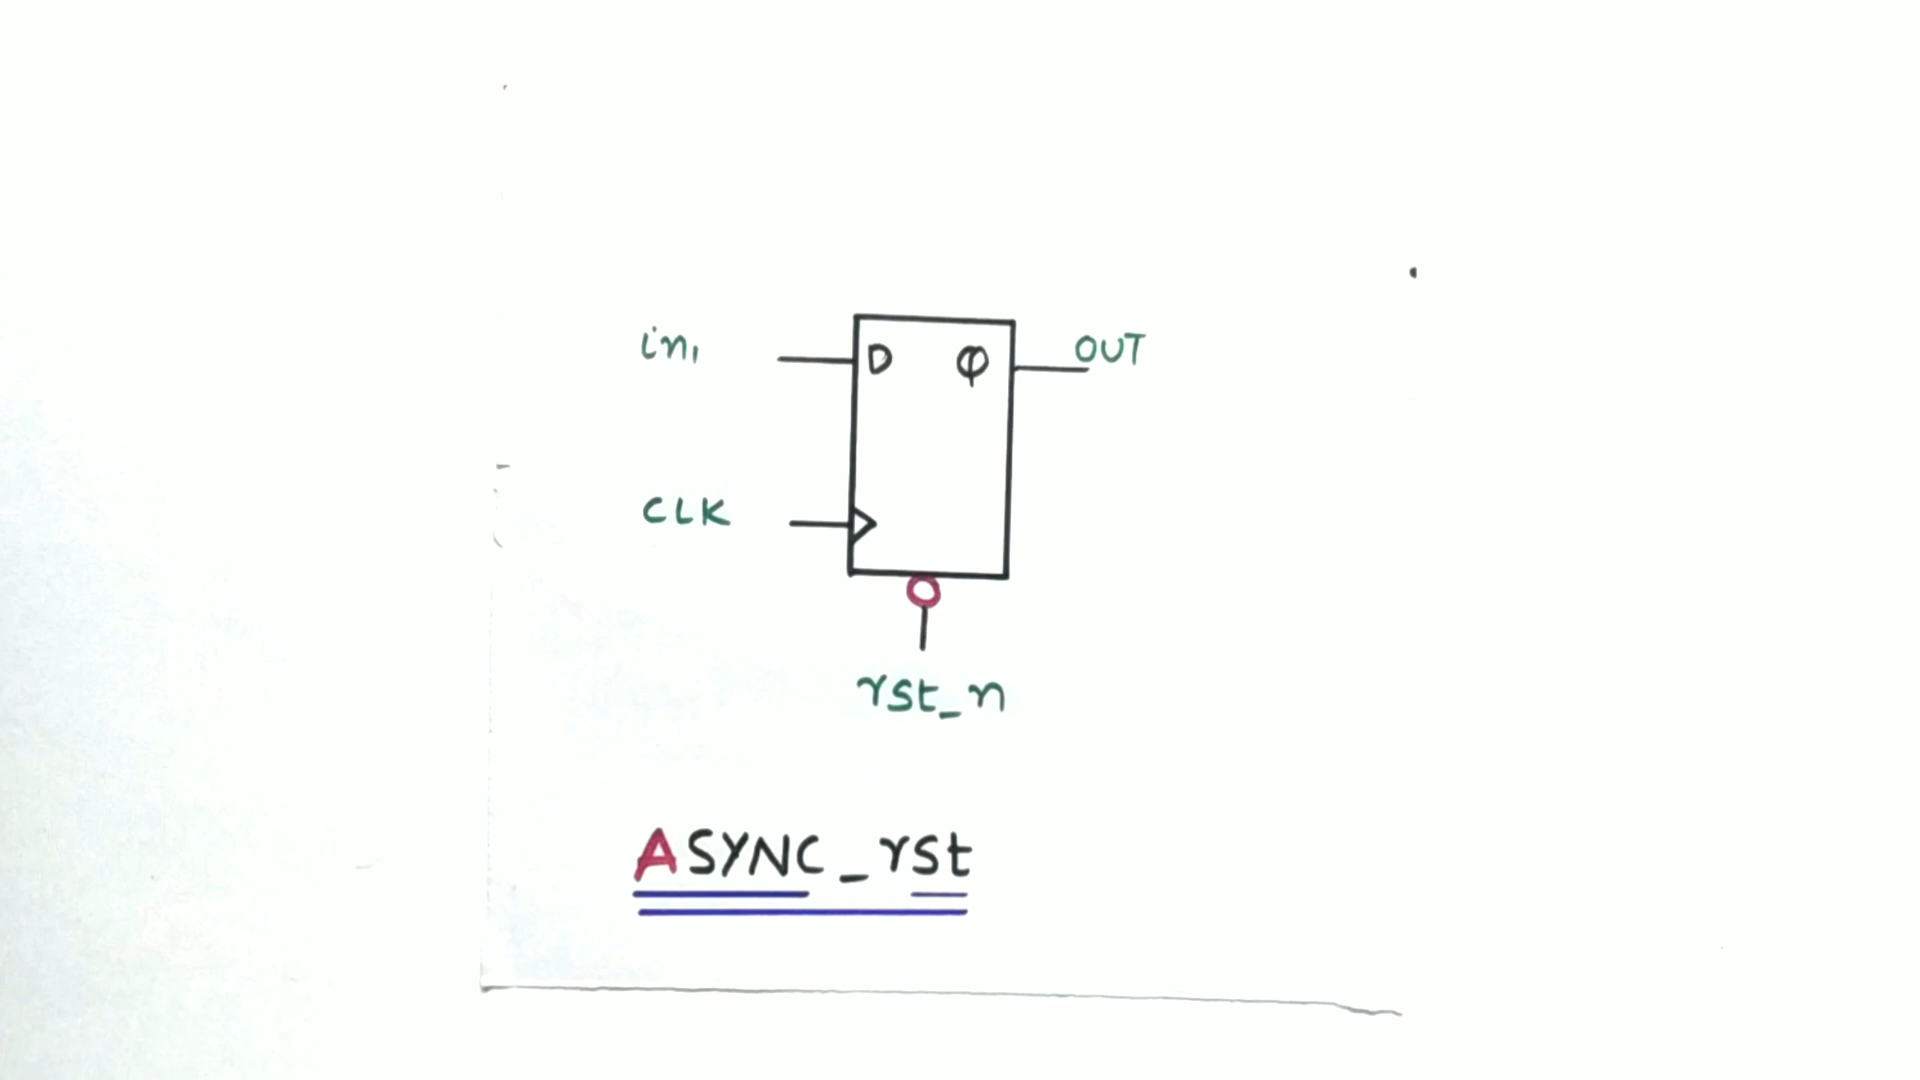 in1
D Q
OUT
CLK
rst_n
ASYNC_rst